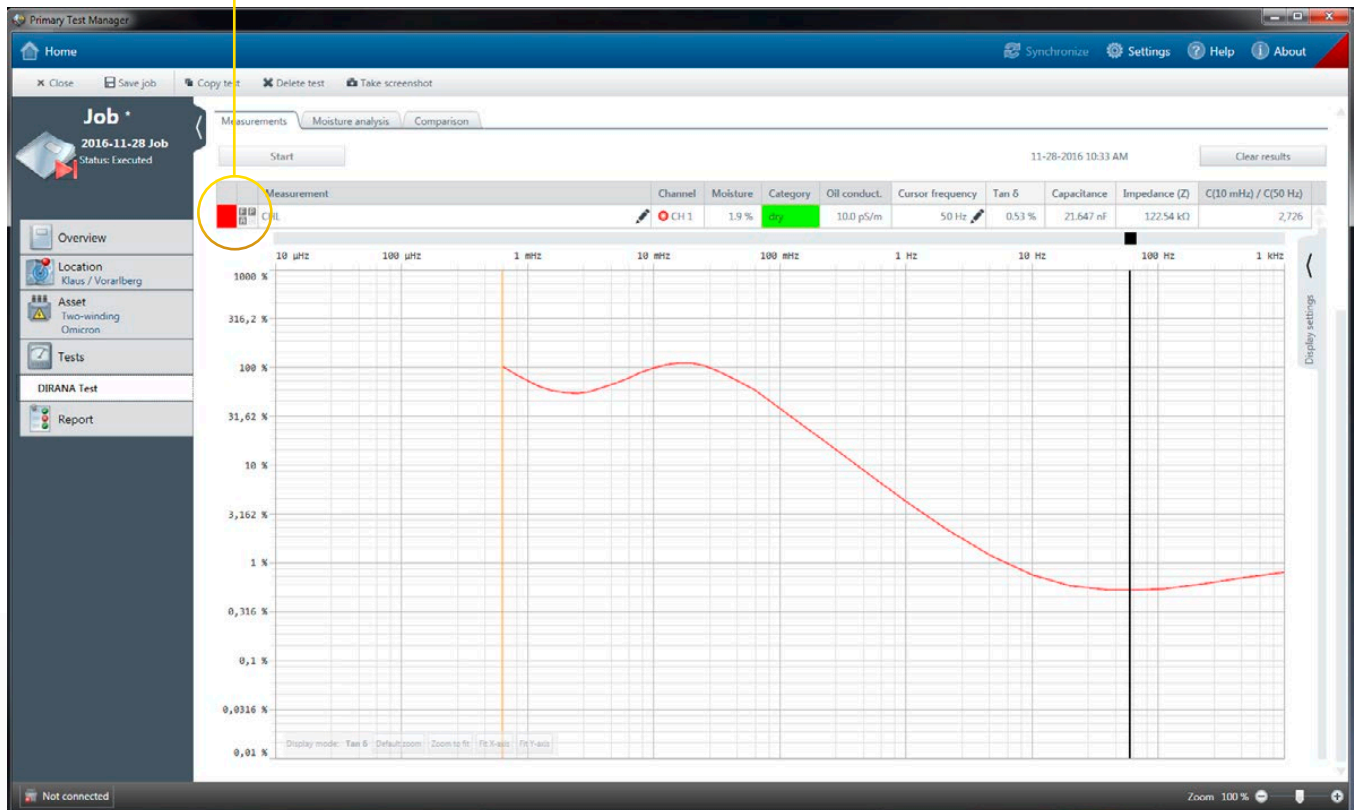 Primary Test Manager
Home Synchronize Settings Help About
Close Save job Copy test Delete test Take screenshot
Job *
2016-11-28 Job
Status: Executed
Overview
Location
Klaus / Vorarlberg
Asset
Two-winding
Omicron
Tests
DIRANA Test
Report
Measurements Moisture analysis Comparison
Start 11-28-2016 10:33 AM Clear results
Measurement Channel Moisture Category Oil conduct. Cursor frequency Tan δ Capacitance Impedance (Z) C(10 mHz) / C(50 Hz)
CHL CH 1 1.9 % dry 10.0 pS/m 50 Hz 0.53 % 21.647 nF 122.54 kΩ 2,726
10 µHz 100 µHz 1 mHz 10 mHz 100 mHz 1 Hz 10 Hz 100 Hz 1 kHz
1000 %
316,2 %
100 %
31,62 %
10 %
3,162 %
1 %
0,316 %
0,1 %
0,0316 %
0,01 %
Display mode: Tan δ Default zoom Zoom to fit Fit X-axis Fit Y-axis
Display settings
Not connected Zoom 100 %